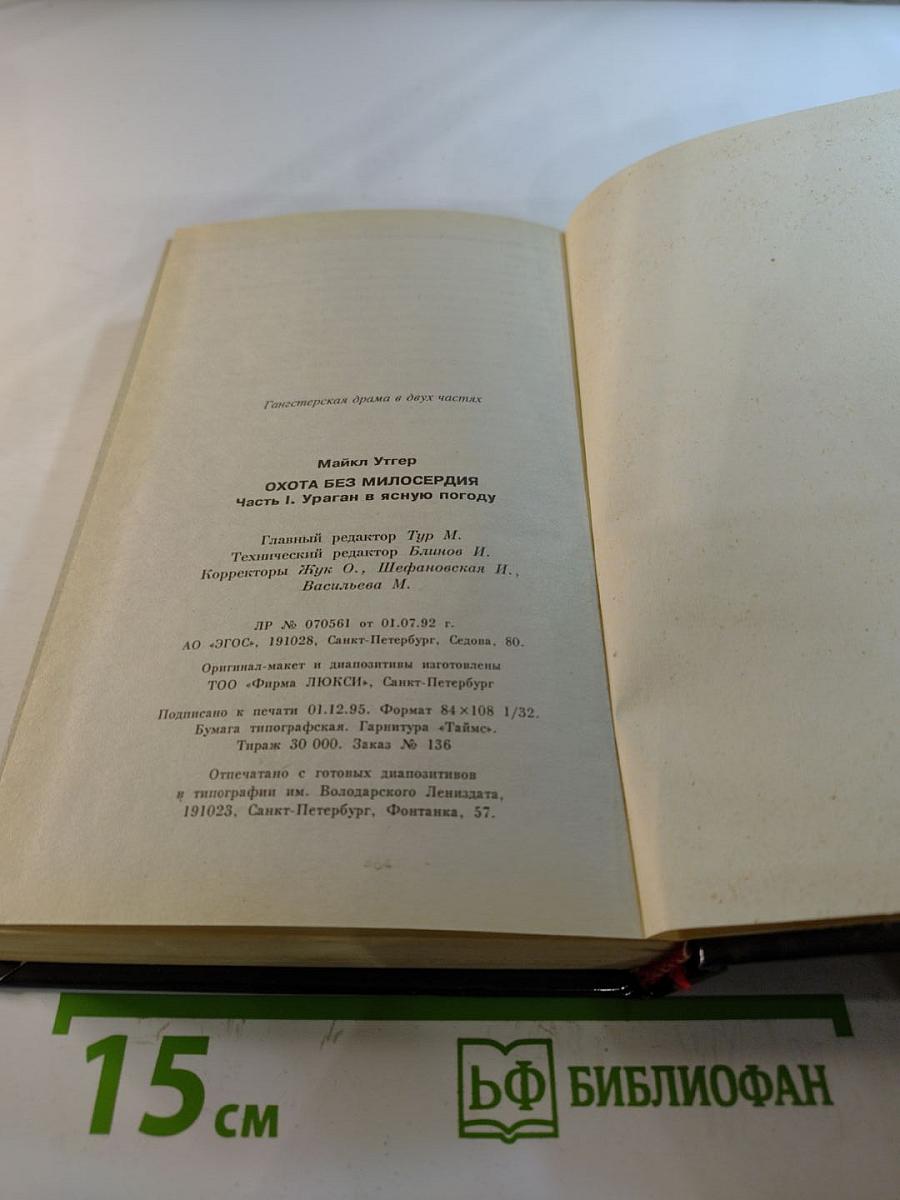 Гангстерская драма в двух частях
Майкл Утгер
ОХОТА БЕЗ МИЛОСЕРДИЯ
Часть I. Ураган в ясную погоду
Главный редактор Тур М.
Технический редактор Блинов И.
Корректоры Жук О., Шефановская И.,
Васильева М.
ЛР № 070561 от 01.07.92 г.
АО «ЭГОС», 191028, Санкт-Петербург, Седова, 80.
Оригинал-макет и диапозитивы изготовлены
ТОО «Фирма ЛЮКСИ», Санкт-Петербург
Подписано к печати 01.12.95. Формат 84×108 1/32.
Бумага типографская. Гарнитура «Таймс».
Тираж 30 000. Заказ № 136
Отпечатано с готовых диапозитивов
в типографии им. Володарского Лениздата,
191023, Санкт-Петербург, Фонтанка, 57.
15 см
ЬФ БИБЛИОФАН